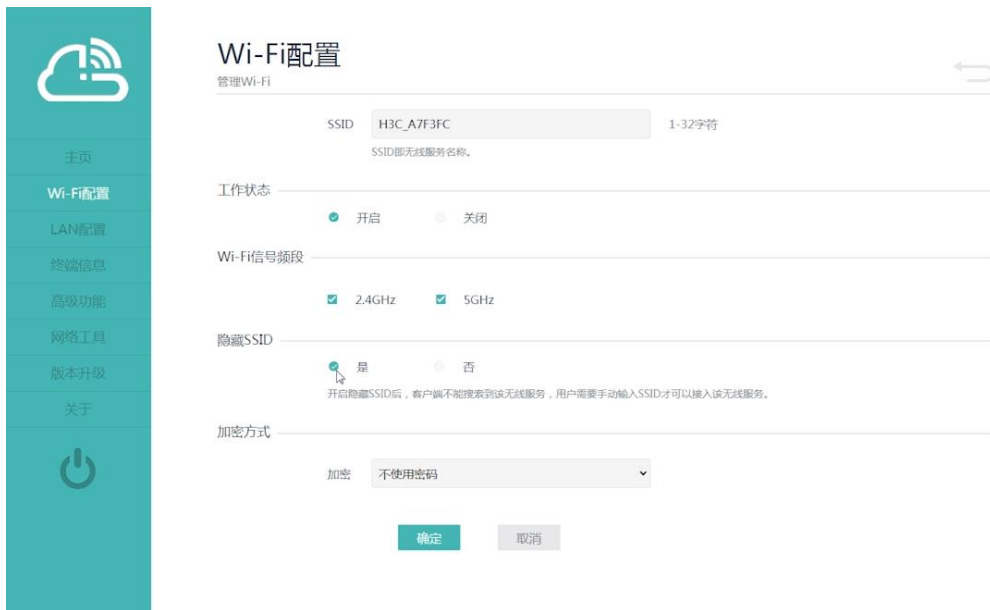 Wi-Fi配置
管理Wi-Fi
SSID H3C_A7F3FC 1-32字符
SSID即无线服务名称。
主页
Wi-Fi配置
LAN配置
终端信息
高级功能
网络工具
版本升级
关于
工作状态
开启 关闭
Wi-Fi信号频段
2.4GHz 5GHz
隐藏SSID
是 否
开启隐藏SSID后，客户端不能搜索到该无线服务，用户需要手动输入SSID才可以接入该无线服务。
加密方式
加密 不使用密码
确定 取消